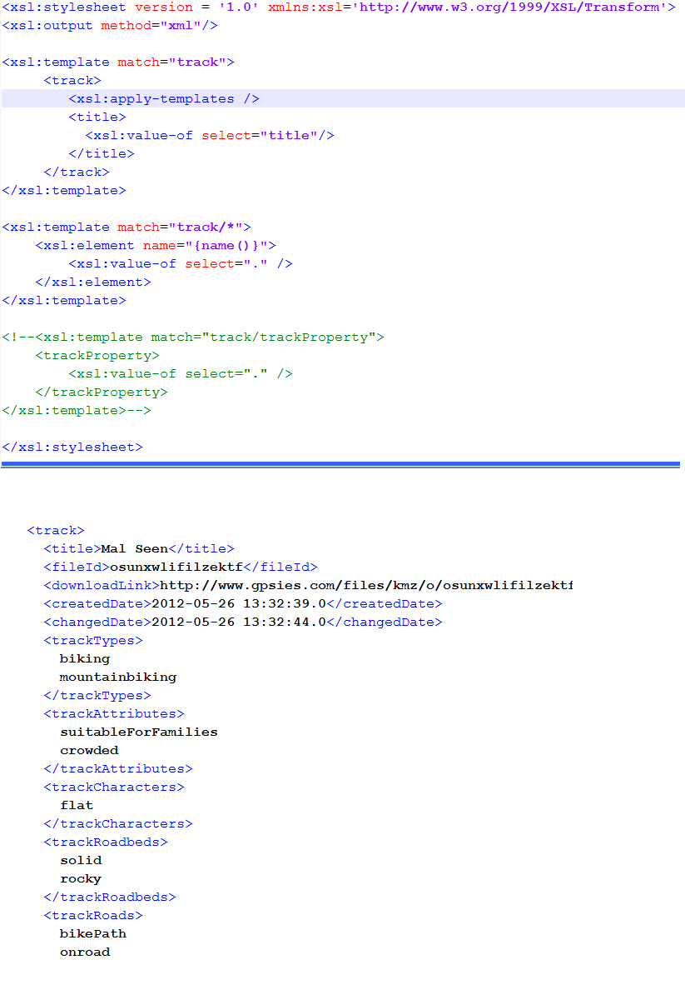 <xsl:stylesheet version = '1.0' xmlns:xsl='http://www.w3.org/1999/XSL/Transform'>
<xsl:output method="xml"/>
<xsl:template match="track">
<track>
<xsl:apply-templates />
<title>
<xsl:value-of select="title"/>
</title>
</track>
</xsl:template>
<xsl:template match="track/*">
<xsl:element name="{name()}">
<xsl:value-of select="." />
</xsl:element>
</xsl:template>
<!--<xsl:template match="track/trackProperty">
<trackProperty>
<xsl:value-of select="." />
</trackProperty>
</xsl:template>-->
</xsl:stylesheet>
<track>
<title>Mal Seen</title>
<fileId>osunxwlifilzektf</fileId>
<downloadLink>http://www.gpsies.com/files/kmz/o/osunxwlifilzektf
<createdDate>2012-05-26 13:32:39.0</createdDate>
<changedDate>2012-05-26 13:32:44.0</changedDate>
<trackTypes>
biking
mountainbiking
</trackTypes>
<trackAttributes>
suitableForFamilies
crowded
</trackAttributes>
<trackCharacters>
flat
</trackCharacters>
<trackRoadbeds>
solid
rocky
</trackRoadbeds>
<trackRoads>
bikePath
onroad